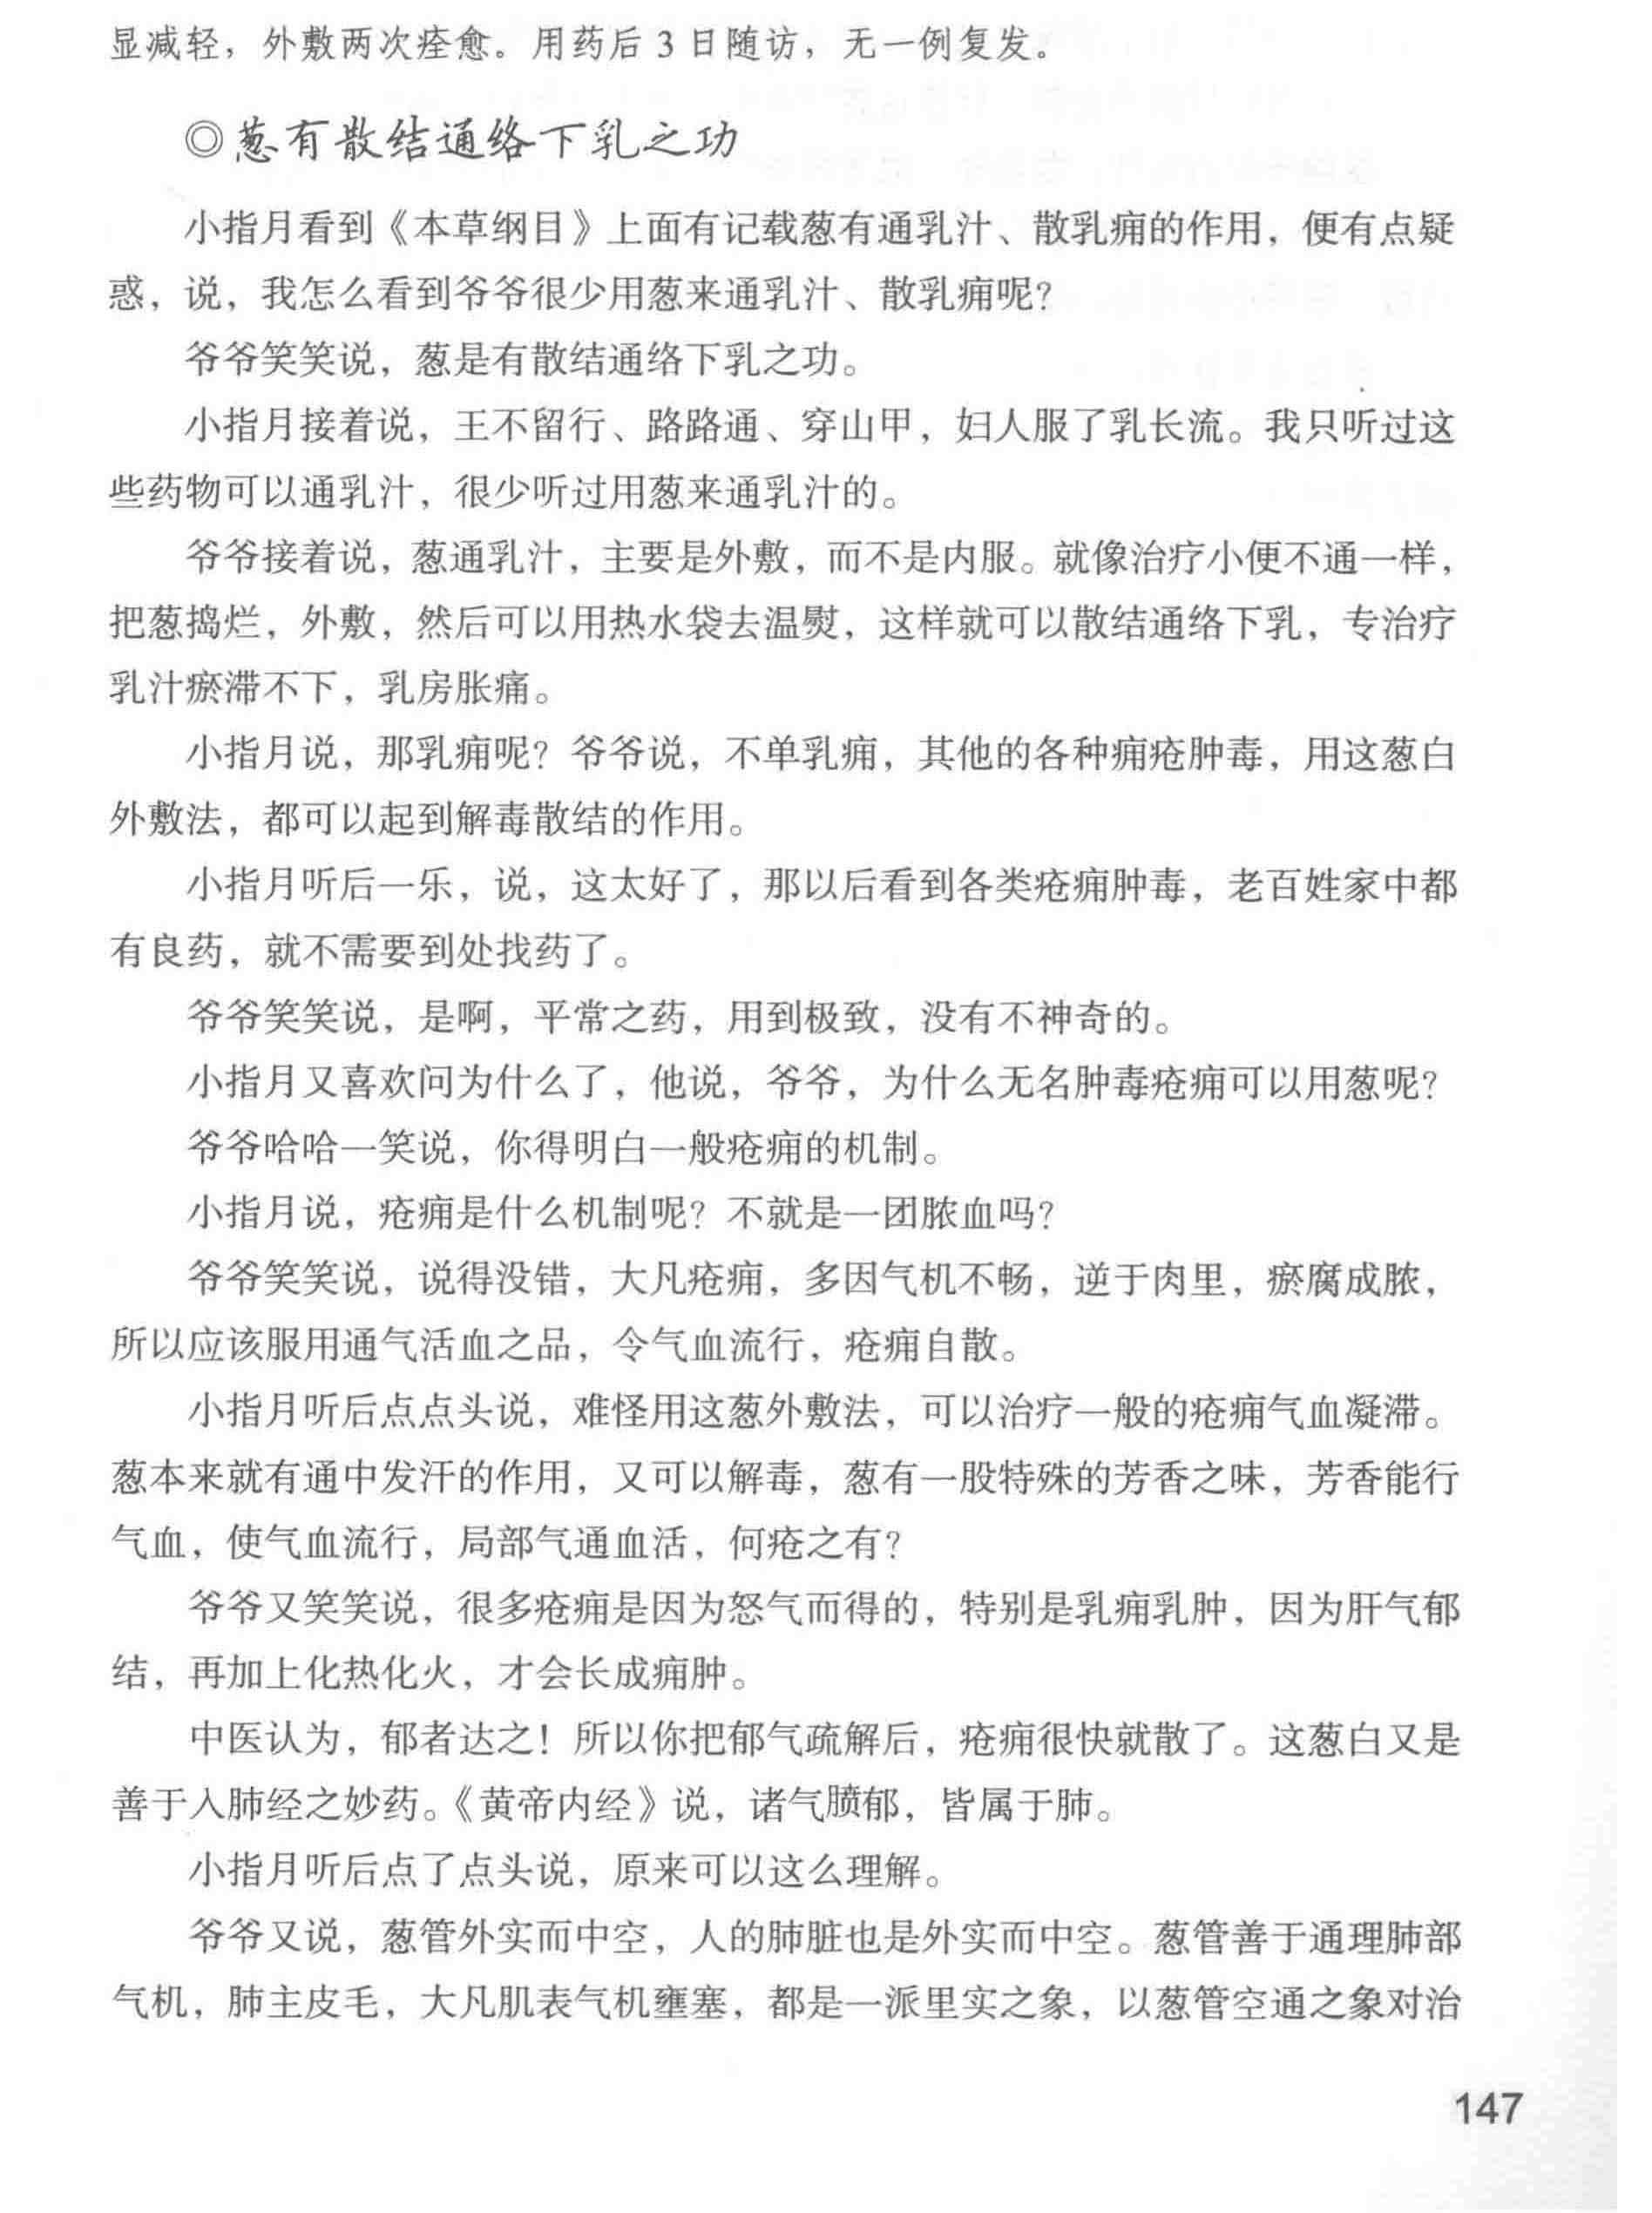 显减轻，外敷两次痊愈。用药后3日随访，无一例复发。
◎葱有散结通络下乳之功
小指月看到《本草纲目》上面有记载葱有通乳汁、散乳痈的作用，便有点疑
惑，说，我怎么看到爷爷很少用葱来通乳汁、散乳痈呢？
爷爷笑笑说，葱是有散结通络下乳之功。
小指月接着说，王不留行、路路通、穿山甲，妇人服了乳长流。我只听过这
些药物可以通乳汁，很少听过用葱来通乳汁的。
爷爷接着说，葱通乳汁，主要是外敷，而不是内服。就像治疗小便不通一样，
把葱捣烂，外敷，然后可以用热水袋去温熨，这样就可以散结通络下乳，专治疗
乳汁瘀滞不下，乳房胀痛。
小指月说，那乳痈呢？爷爷说，不单乳痈，其他的各种痈疮肿毒，用这葱白
外敷法，都可以起到解毒散结的作用。
小指月听后一乐，说，这太好了，那以后看到各类疮痈肿毒，老百姓家中都
有良药，就不需要到处找药了。
爷爷笑笑说，是啊，平常之药，用到极致，没有不神奇的。
小指月又喜欢问为什么了，他说，爷爷，为什么无名肿毒疮痈可以用葱呢？
爷爷哈哈一笑说，你得明白一般疮痈的机制。
小指月说，疮痈是什么机制呢？不就是一团脓血吗？
爷爷笑笑说，说得没错，大凡疮痈，多因气机不畅，逆于肉里，瘀腐成脓，
所以应该服用通气活血之品，令气血流行，疮痈自散。
小指月听后点点头说，难怪用这葱外敷法，可以治疗一般的疮痈气血凝滞。
葱本来就有通中发汗的作用，又可以解毒，葱有一股特殊的芳香之味，芳香能行
气血，使气血流行，局部气通血活，何疮之有？
爷爷又笑笑说，很多疮痈是因为怒气而得的，特别是乳痈乳肿，因为肝气郁
结，再加上化热化火，才会长成痈肿。
中医认为，郁者达之！所以你把郁气疏解后，疮痈很快就散了。这葱白又是
善于入肺经之妙药。《黄帝内经》说，诸气膹郁，皆属于肺。
小指月听后点了点头说，原来可以这么理解。
爷爷又说，葱管外实而中空，人的肺脏也是外实而中空。葱管善于通理肺部
气机，肺主皮毛，大凡肌表气机壅塞，都是一派里实之象，以葱管空通之象对治
147